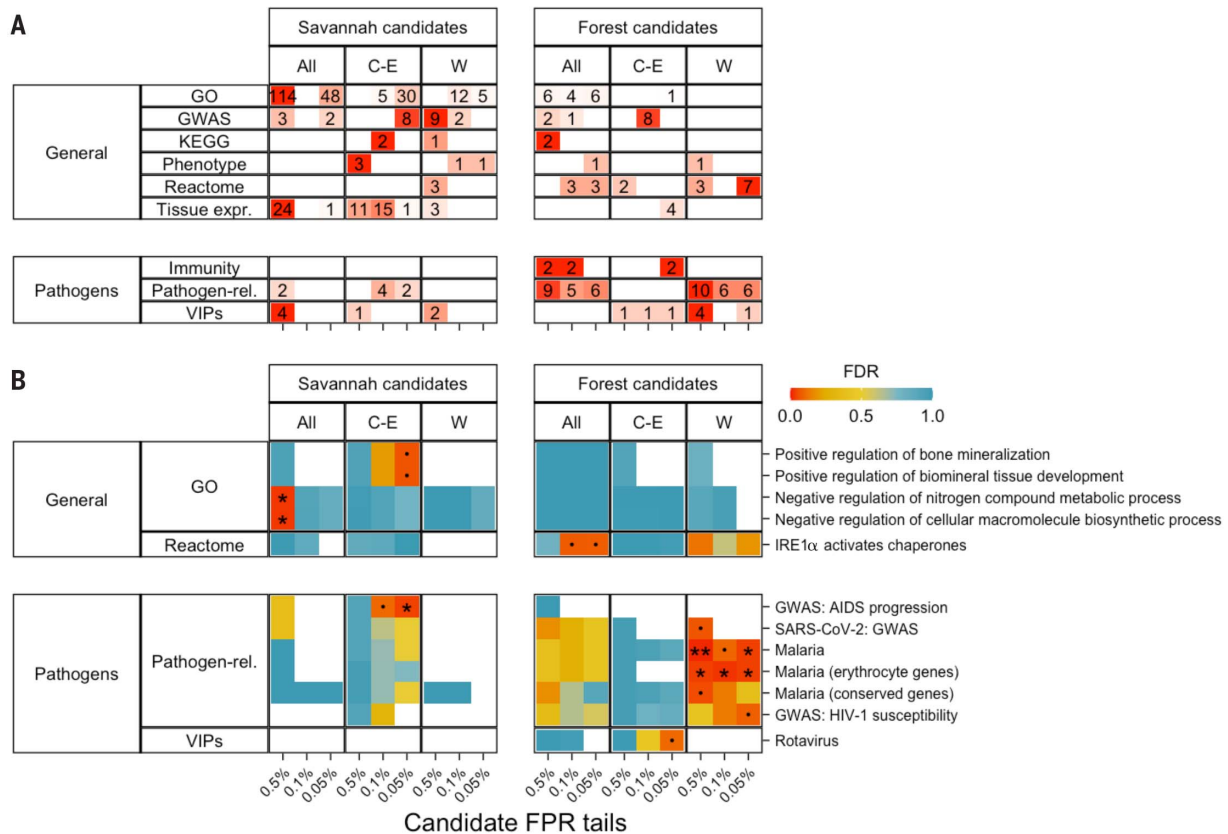 A
Savannah candidates Forest candidates
All C-E W All C-E W
General
GO 114 48 5 30 12 5 6 4 6 1
GWAS 3 2 8 9 2 2 1 8
KEGG 2 1 2
Phenotype 3 1 1 1 1
Reactome 3 3 3 2 3 7
Tissue expr. 24 1 11 15 1 3 4
Pathogens
Immunity 2 2 2
Pathogen-rel. 2 4 2 9 5 6 10 6 6
VIPs 4 1 2 1 1 1 4 1
B
Savannah candidates Forest candidates
All C-E W All C-E W
FDR
0.0 0.5 1.0
General
GO
Positive regulation of bone mineralization
Positive regulation of biomineral tissue development
* Negative regulation of nitrogen compound metabolic process
* Negative regulation of cellular macromolecule biosynthetic process
Reactome IRE1α activates chaperones
Pathogens
Pathogen-rel.
* GWAS: AIDS progression
SARS-CoV-2: GWAS
** * Malaria
* * * Malaria (erythrocyte genes)
Malaria (conserved genes)
GWAS: HIV-1 susceptibility
VIPs Rotavirus
0.5% 0.1% 0.05% 0.5% 0.1% 0.05% 0.5% 0.1% 0.05% 0.5% 0.1% 0.05% 0.5% 0.1% 0.05% 0.5% 0.1% 0.05%
Candidate FPR tails